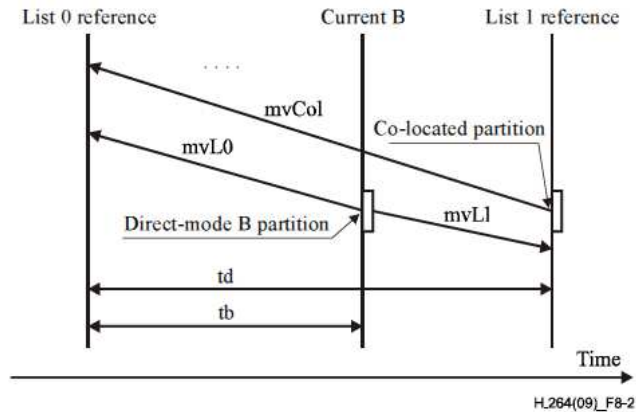 List 0 reference Current B List 1 reference
. . . .
mvCol
Co-located partition
mvL0
Direct-mode B partition
mvL1
td
tb
Time
H.264(09)_F8-2